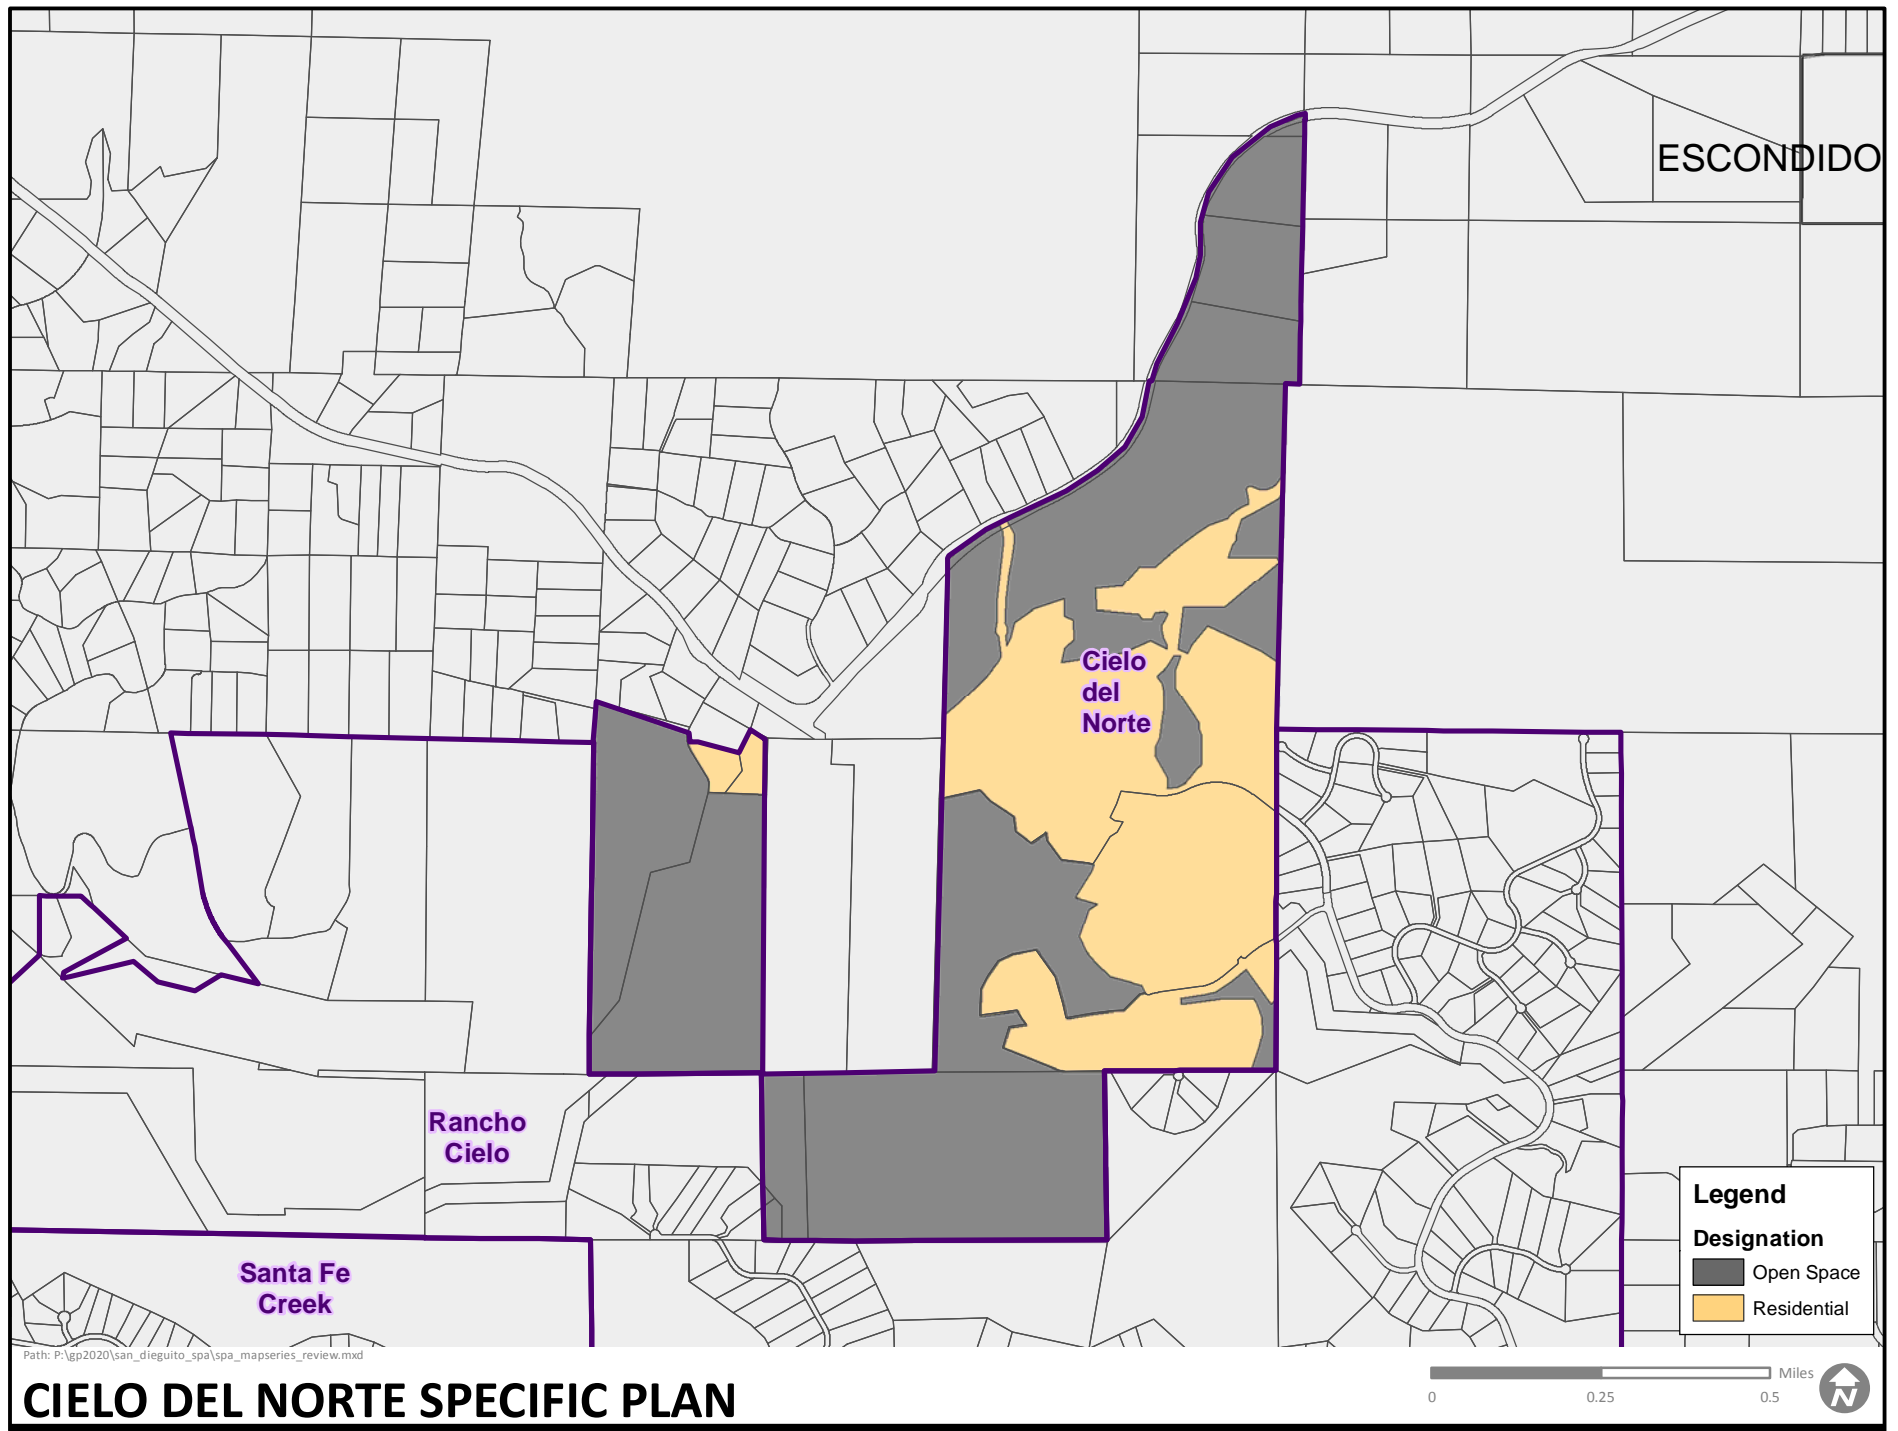 ESCONDIDO
Cielo
del
Norte
Rancho
Cielo
Santa Fe
Creek
Legend
Designation
Open Space
Residential
Path: P:\gp2020\san_dieguito_spa\spa_mapseries_review.mxd
CIELO DEL NORTE SPECIFIC PLAN
Miles
0 0.25 0.5
N